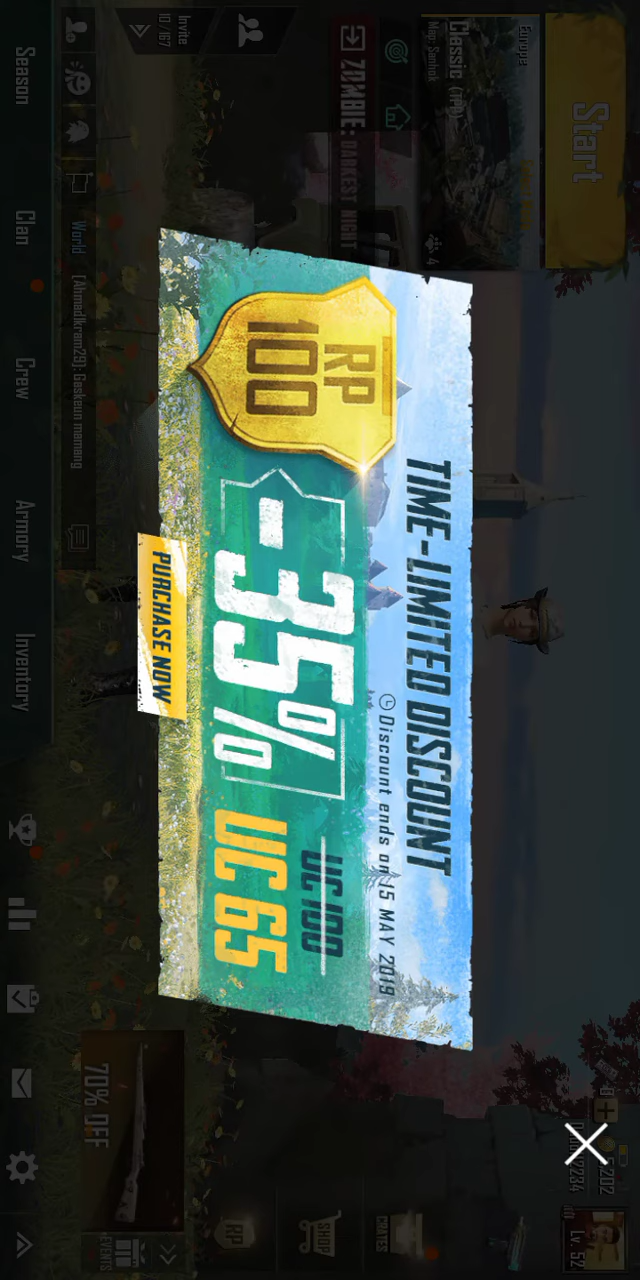 TIME-LIMITED DISCOUNT
Discount ends on 15 MAY 2019
RP
100
-35%
UC 100
UC 65
PURCHASE NOW
Start
Europe
Classic (TPP)
Map: Sanhok
4
ZOMBIE: DARKEST NIGHT
Invite
10 / 167
World [Ahmadikram29]: Gaskeun mamang
Season
Clan
Crew
Armory
Inventory
Lv. 52
CRATES
SHOP
RP
70% OFF
EVENTS